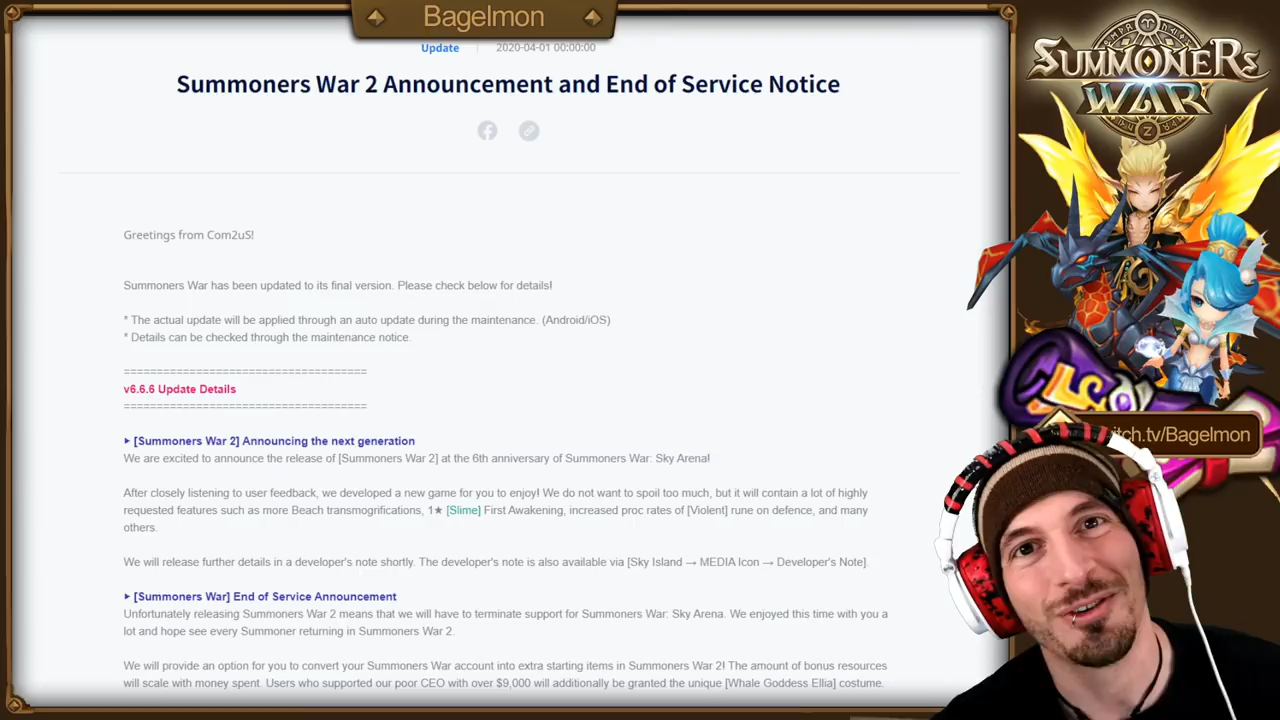 Bagelmon
Update
2020-04-01 00:00:00
Summoners War 2 Announcement and End of Service Notice
Greetings from Com2uS!
Summoners War has been updated to its final version. Please check below for details!
* The actual update will be applied through an auto update during the maintenance. (Android/iOS)
* Details can be checked through the maintenance notice.
===================================
v6.6.6 Update Details
===================================
▶ [Summoners War 2] Announcing the next generation
We are excited to announce the release of [Summoners War 2] at the 6th anniversary of Summoners War: Sky Arena!
After closely listening to user feedback, we developed a new game for you to enjoy! We do not want to spoil too much, but it will contain a lot of highly
requested features such as more Beach transmogrifications, 1★ [Slime] First Awakening, increased proc rates of [Violent] rune on defence, and many
others.
We will release further details in a developer's note shortly. The developer's note is also available via [Sky Island → MEDIA Icon → Developer's Note].
▶ [Summoners War] End of Service Announcement
Unfortunately releasing Summoners War 2 means that we will have to terminate support for Summoners War: Sky Arena. We enjoyed this time with you a
lot and hope see every Summoner returning in Summoners War 2.
We will provide an option for you to convert your Summoners War account into extra starting items in Summoners War 2! The amount of bonus resources
will scale with money spent. Users who supported our poor CEO with over $9,000 will additionally be granted the unique [Whale Goddess Ellia] costume.
SUMMONERS
WAR
itch.tv/Bagelmon